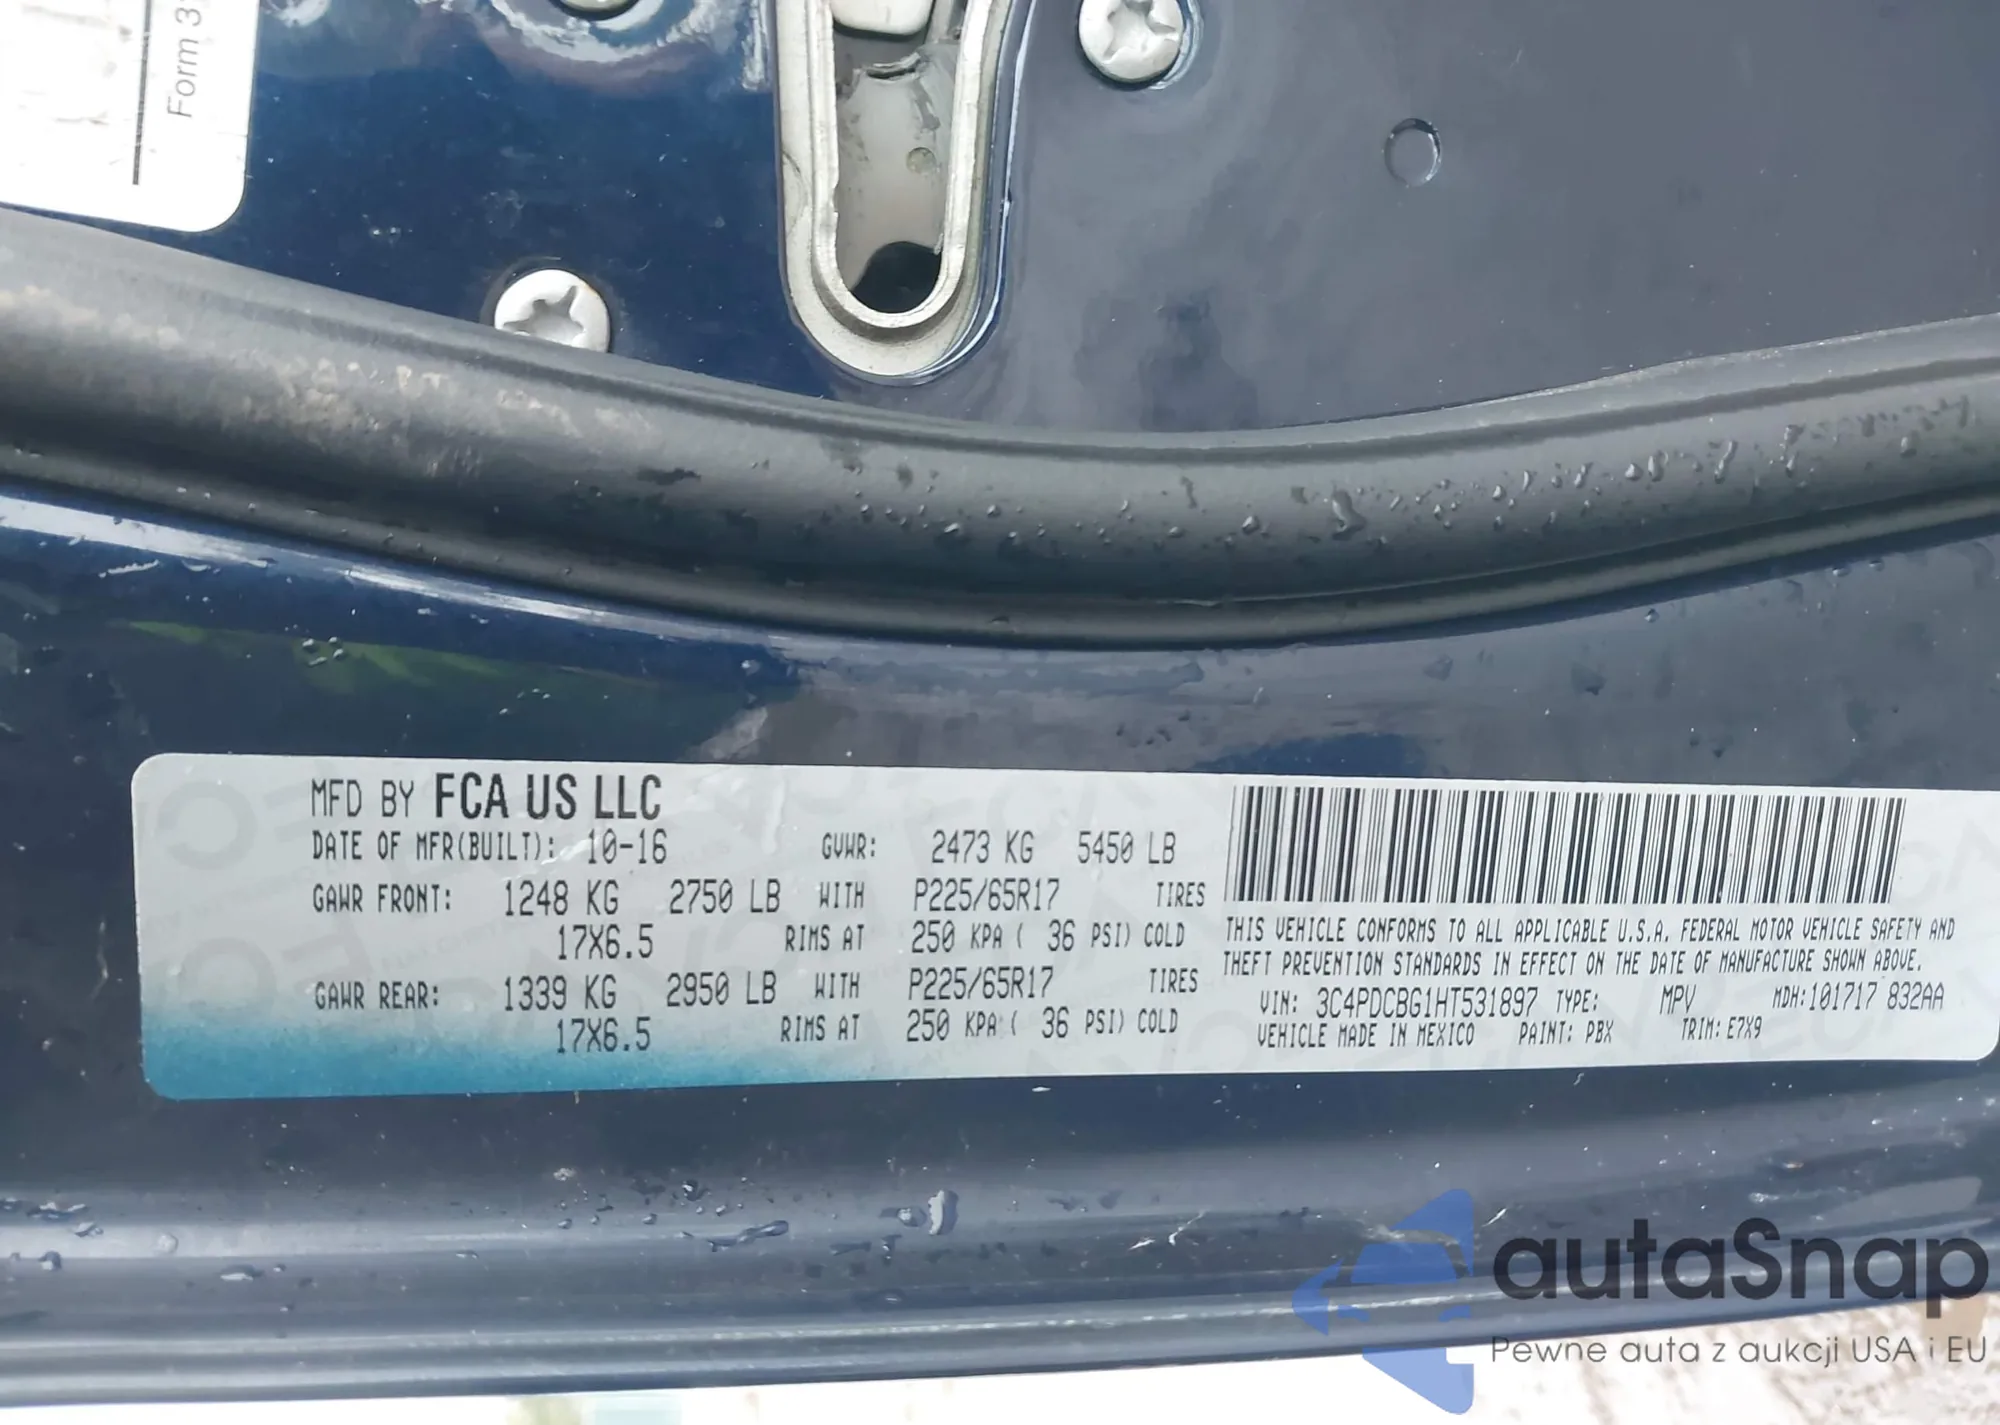 Form 3
MFD BY FCA US LLC
DATE OF MFR(BUILT): 10-16 GVWR: 2473 KG 5450 LB
GAWR FRONT: 1248 KG 2750 LB WITH P225/65R17 TIRES
17X6.5 RIMS AT 250 KPA ( 36 PSI) COLD
GAWR REAR: 1339 KG 2950 LB WITH P225/65R17 TIRES
17X6.5 RIMS AT 250 KPA ( 36 PSI) COLD
THIS VEHICLE CONFORMS TO ALL APPLICABLE U.S.A. FEDERAL MOTOR VEHICLE SAFETY AND
THEFT PREVENTION STANDARDS IN EFFECT ON THE DATE OF MANUFACTURE SHOWN ABOVE.
VIN: 3C4PDCBG1HT531897 TYPE: MPV MDH:101717 832AA
VEHICLE MADE IN MEXICO PAINT: PBX TRIM: E7X9
autaSnap
Pewne auta z aukcji USA i EU